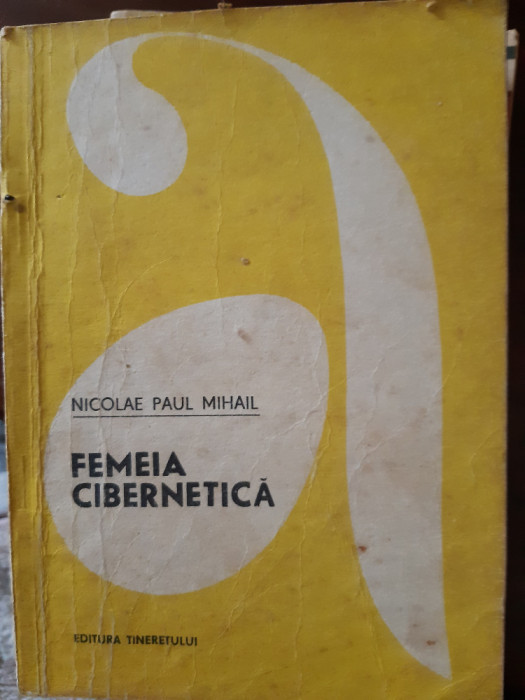 a
NICOLAE PAUL MIHAIL
FEMEIA
CIBERNETICĂ
EDITURA TINERETULUI